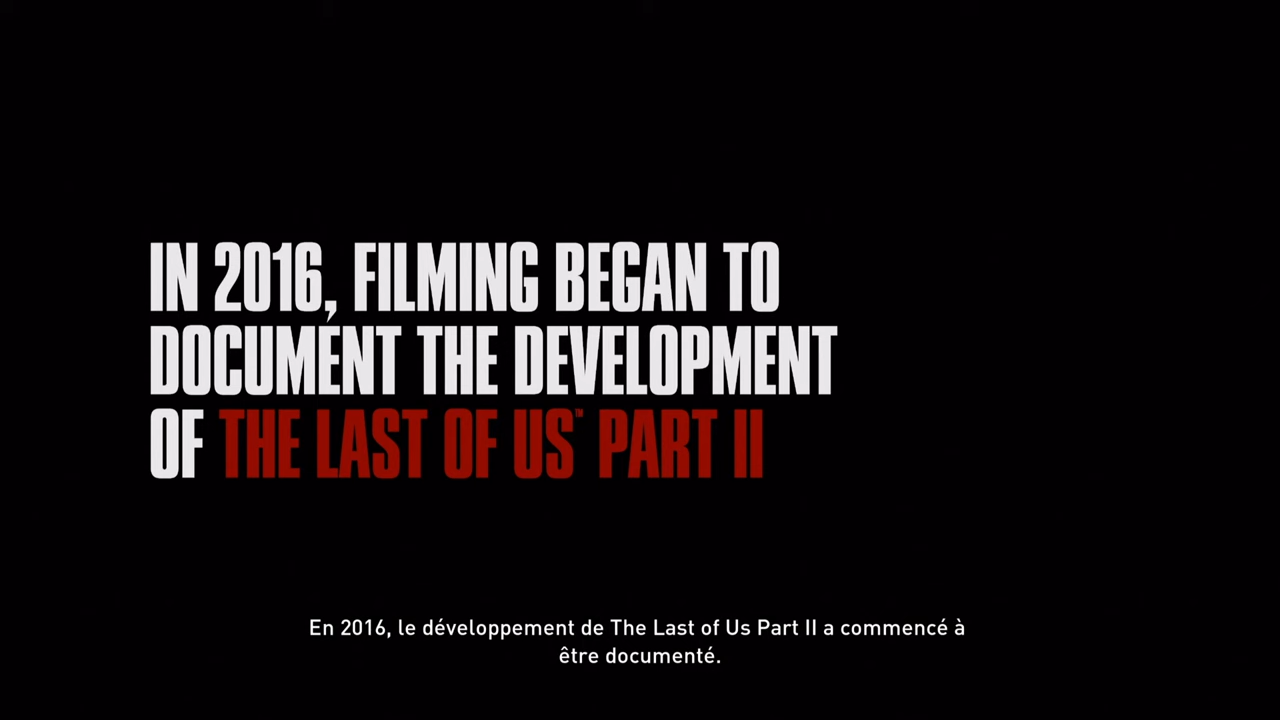 IN 2016, FILMING BEGAN TO
DOCUMENT THE DEVELOPMENT
OF THE LAST OF US™ PART II
En 2016, le développement de The Last of Us Part II a commencé à
être documenté.